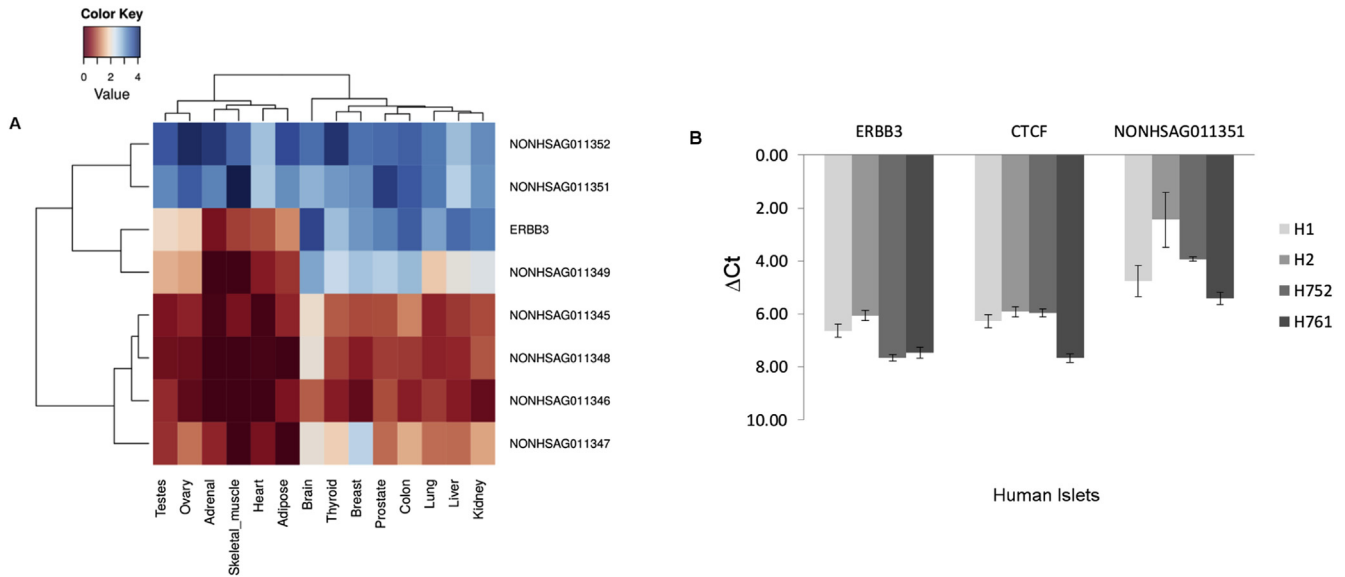 Color Key
0 2 4
Value
A
NONHSAG011352
NONHSAG011351
ERBB3
NONHSAG011349
NONHSAG011345
NONHSAG011348
NONHSAG011346
NONHSAG011347
Testes
Ovary
Adrenal
Skeletal_muscle
Heart
Adipose
Brain
Thyroid
Breast
Prostate
Colon
Lung
Liver
Kidney
B
ERBB3 CTCF NONHSAG011351
0.00
2.00
4.00
6.00
8.00
10.00
ΔCt
H1
H2
H752
H761
Human Islets